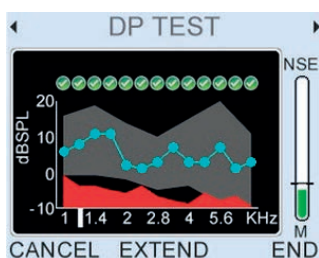 DP TEST
NSE
20
10
0
-10
dBSPL
1 1.4 2 2.8 4 5.6 KHz
M
CANCEL EXTEND END